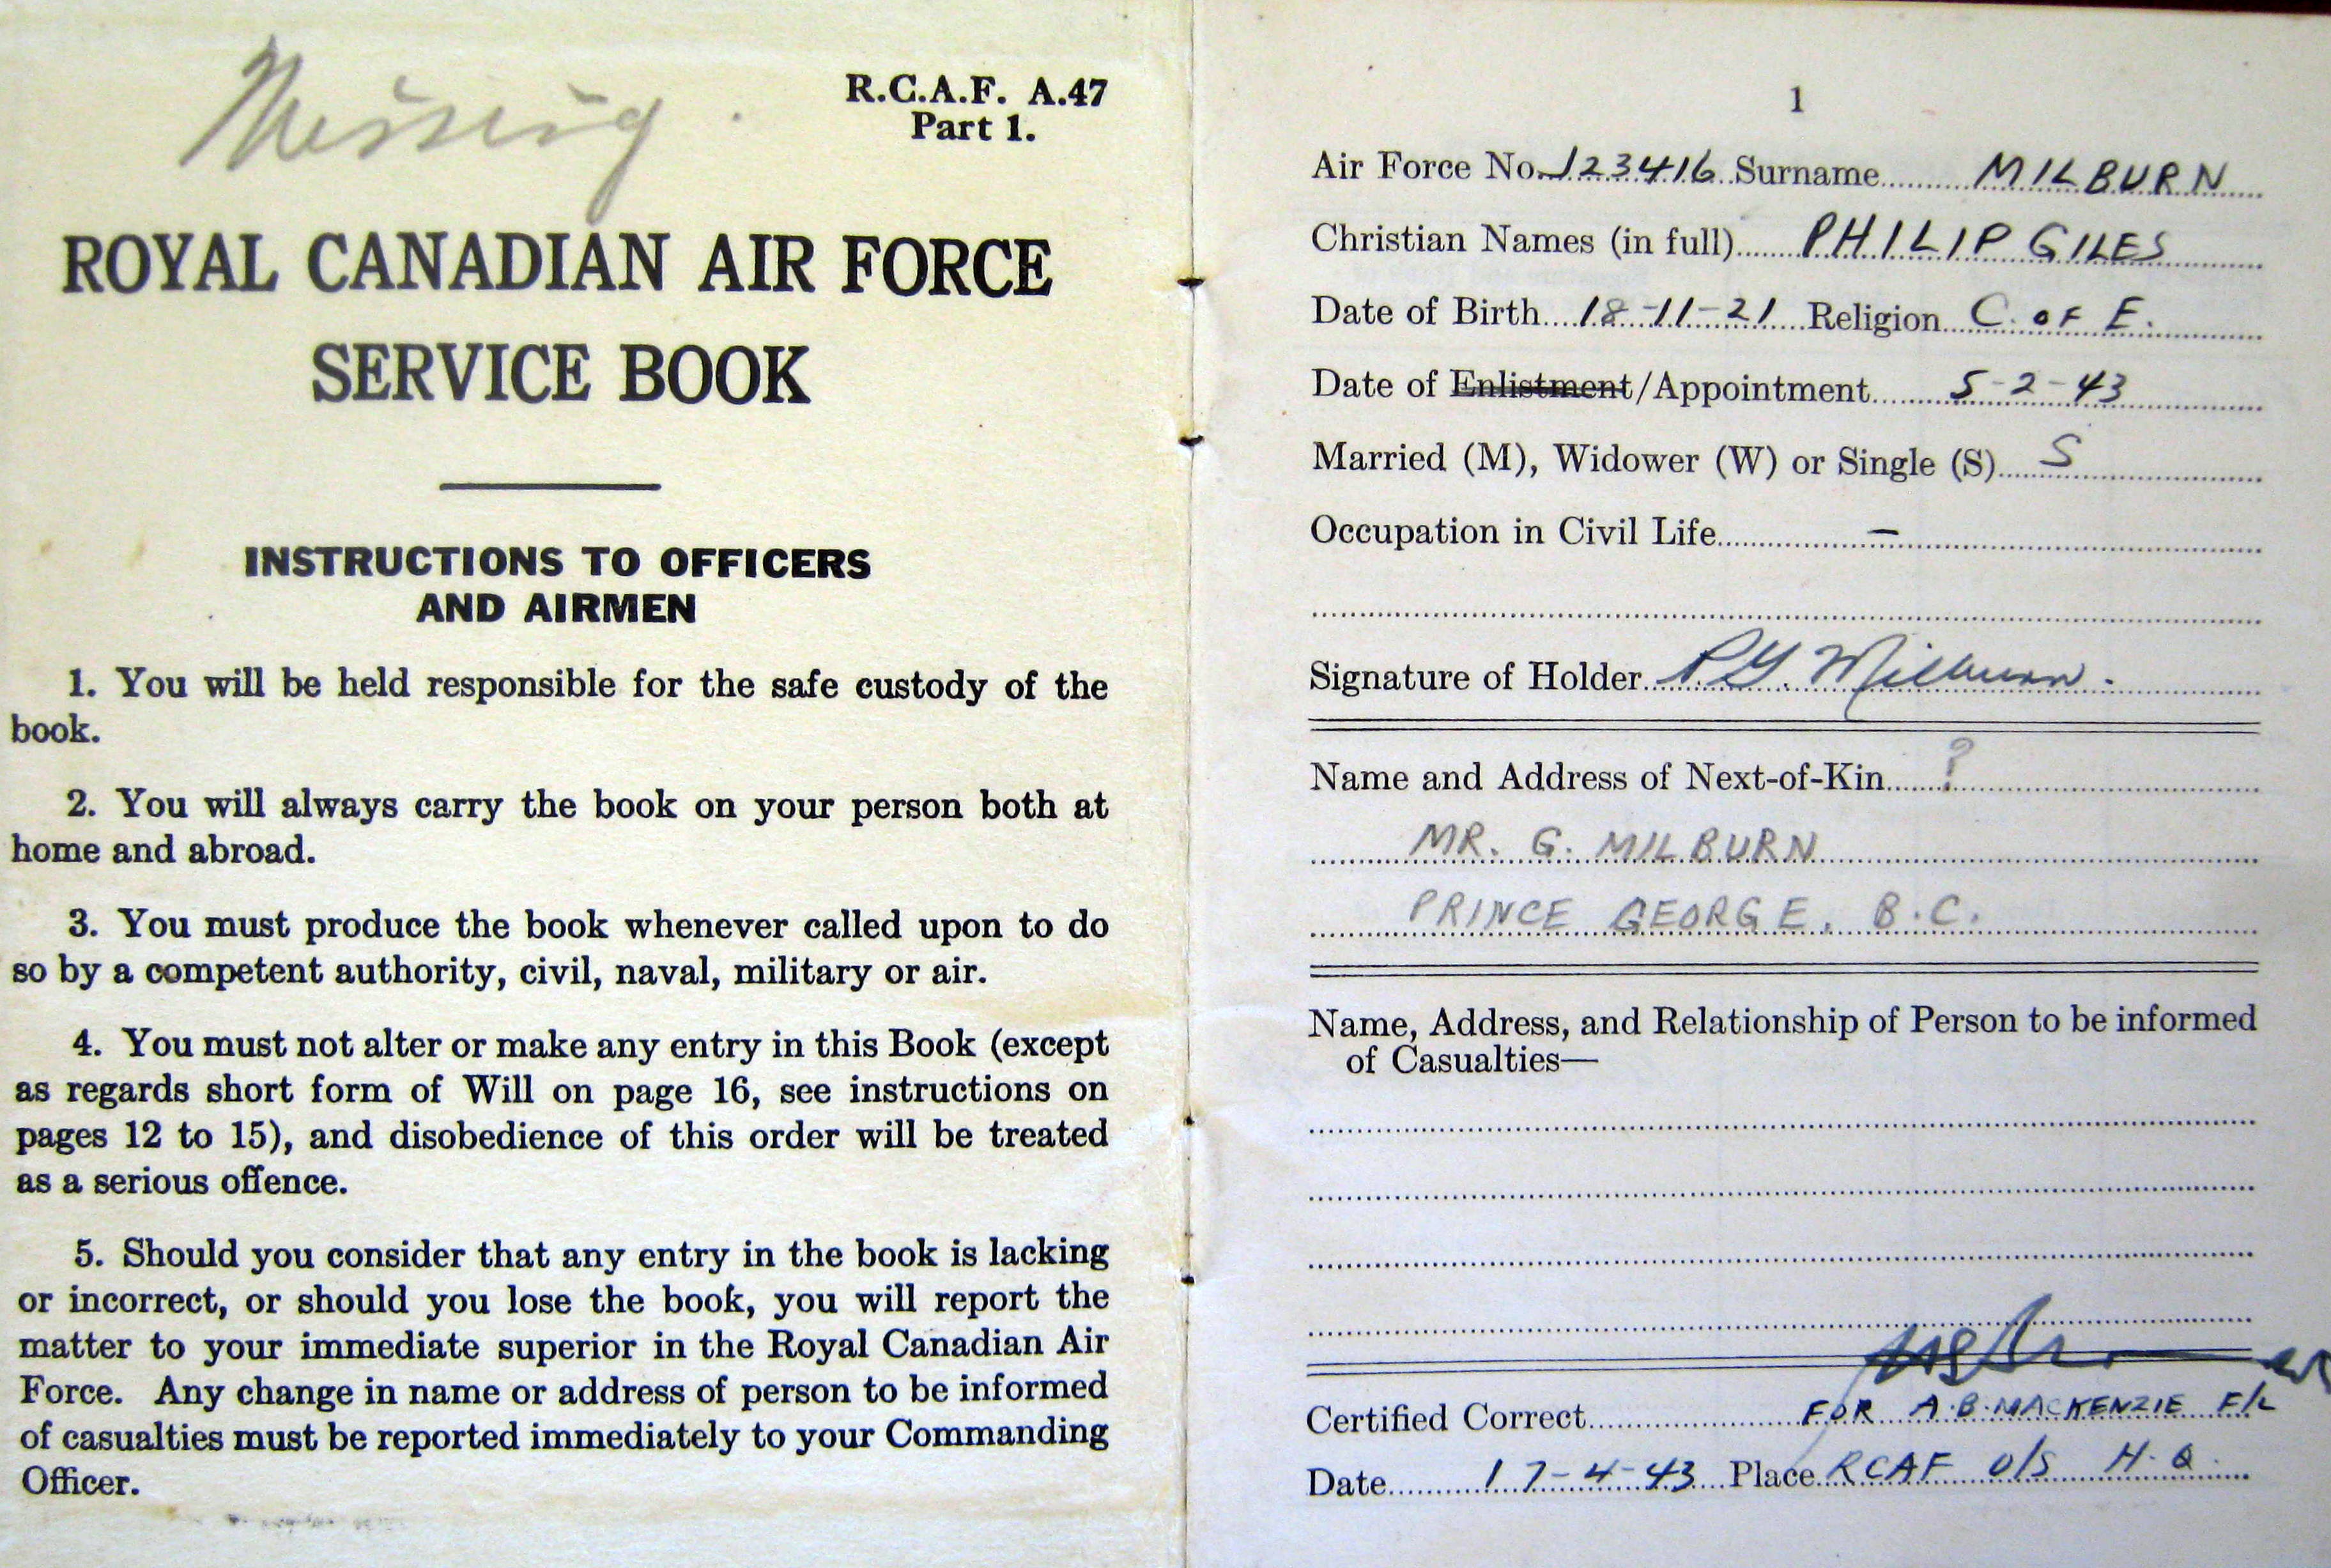 Missing.
R.C.A.F. A.47
Part 1.
ROYAL CANADIAN AIR FORCE
SERVICE BOOK
INSTRUCTIONS TO OFFICERS
AND AIRMEN
1. You will be held responsible for the safe custody of the
book.
2. You will always carry the book on your person both at
home and abroad.
3. You must produce the book whenever called upon to do
so by a competent authority, civil, naval, military or air.
4. You must not alter or make any entry in this Book (except
as regards short form of Will on page 16, see instructions on
pages 12 to 15), and disobedience of this order will be treated
as a serious offence.
5. Should you consider that any entry in the book is lacking
or incorrect, or should you lose the book, you will report the
matter to your immediate superior in the Royal Canadian Air
Force. Any change in name or address of person to be informed
of casualties must be reported immediately to your Commanding
Officer.
1
Air Force No. J23416 Surname MILBURN
Christian Names (in full) PHILIP GILES
Date of Birth 18-11-21 Religion C. OF E.
Date of Enlistment/Appointment 5-2-43
Married (M), Widower (W) or Single (S) S
Occupation in Civil Life —
Signature of Holder P.G. Milburn.
Name and Address of Next-of-Kin ?
MR. G. MILBURN
PRINCE GEORGE, B.C.
Name, Address, and Relationship of Person to be informed
of Casualties—
Certified Correct FOR A.B. MACKENZIE F/L
Date 17-4-43 Place RCAF O/S H.Q.